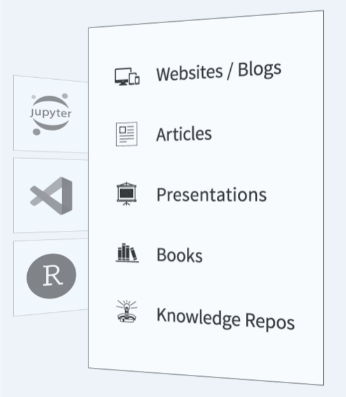 Jupyter
R
Websites / Blogs
Articles
Presentations
Books
Knowledge Repos